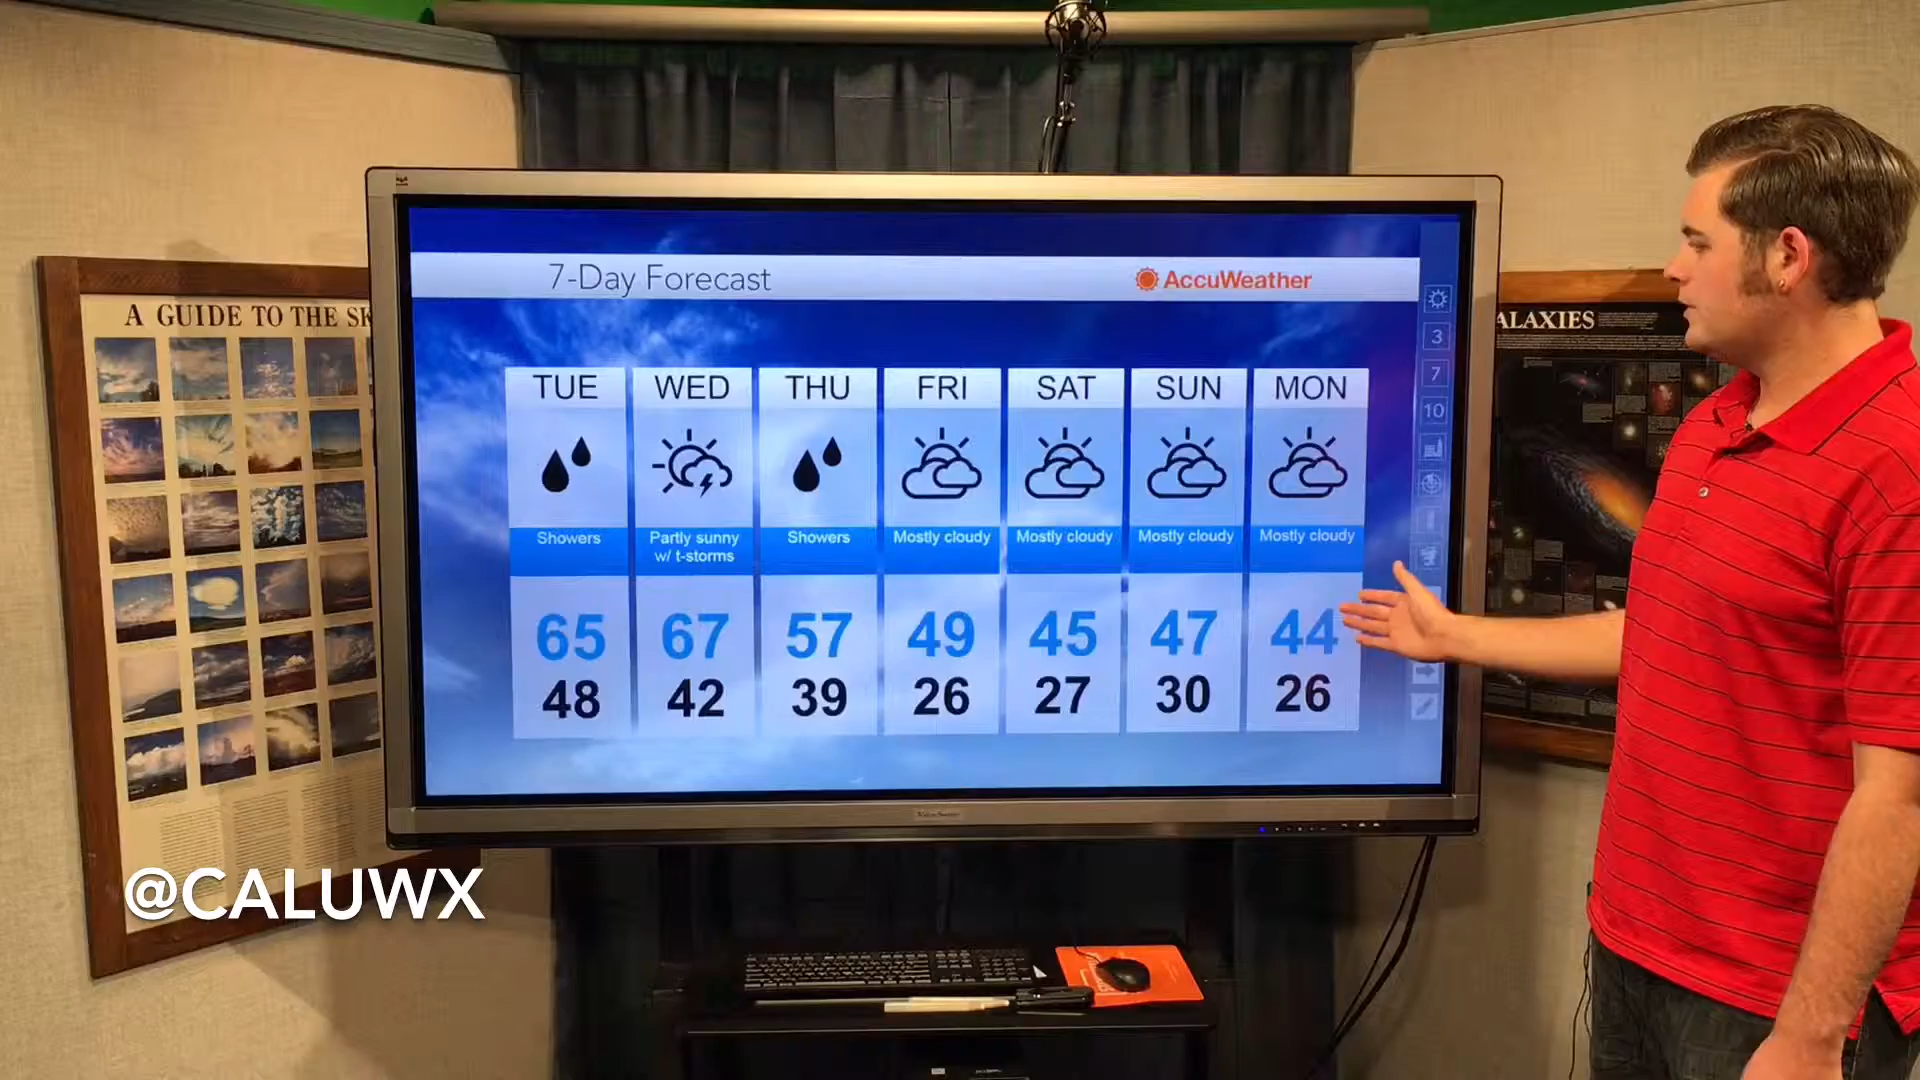 A GUIDE TO THE SK
7-Day Forecast
AccuWeather
ALAXIES
TUE
WED
THU
FRI
SAT
SUN
MON
Showers
Partly sunny
w/ t-storms
Showers
Mostly cloudy
Mostly cloudy
Mostly cloudy
Mostly cloudy
65
67
57
49
45
47
44
48
42
39
26
27
30
26
3
7
10
@CALUWX